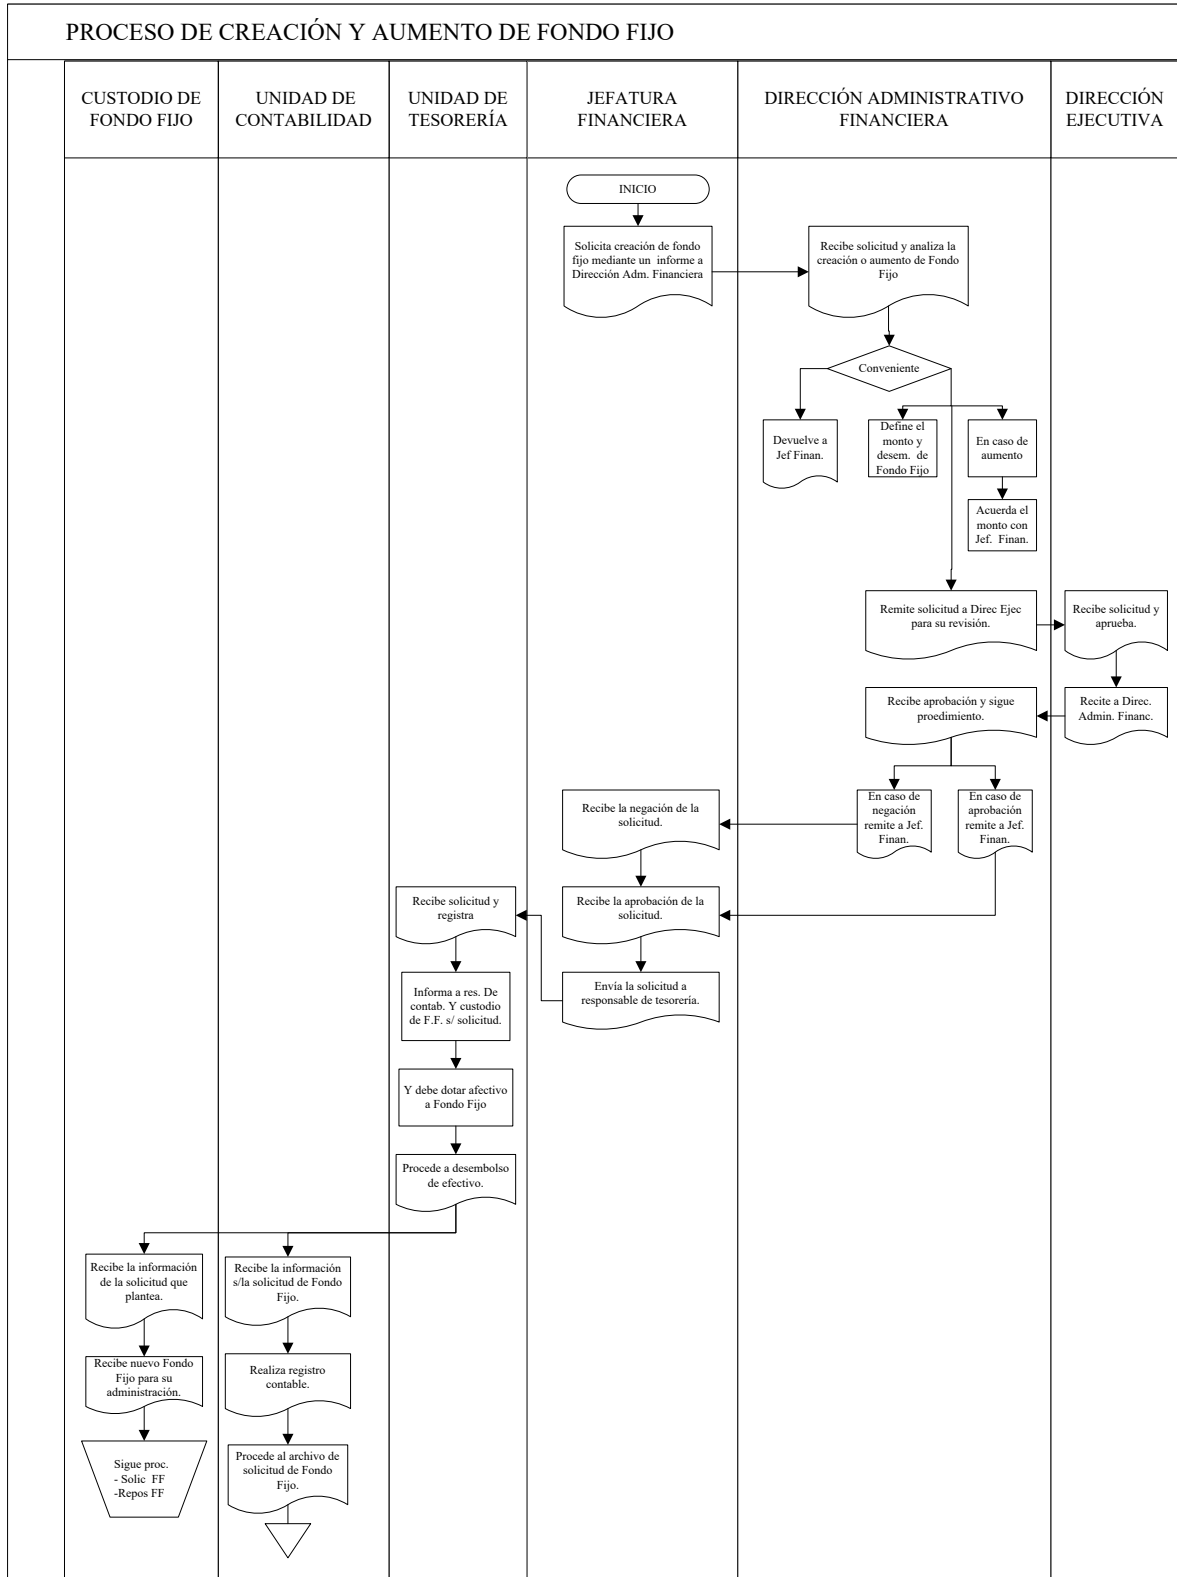 PROCESO DE CREACIÓN Y AUMENTO DE FONDO FIJO
CUSTODIO DE
FONDO FIJO
UNIDAD DE
CONTABILIDAD
UNIDAD DE
TESORERÍA
JEFATURA
FINANCIERA
DIRECCIÓN ADMINISTRATIVO
FINANCIERA
DIRECCIÓN
EJECUTIVA
INICIO
Solicita creación de fondo
fijo mediante un informe a
Dirección Adm. Financiera
Recibe solicitud y analiza la
creación o aumento de Fondo
Fijo
Conveniente
Devuelve a
Jef Finan.
Define el
monto y
desem. de
Fondo Fijo
En caso de
aumento
Acuerda el
monto con
Jef. Finan.
Remite solicitud a Direc Ejec
para su revisión.
Recibe solicitud y
aprueba.
Recite a Direc.
Admin. Financ.
Recibe aprobación y sigue
proedimiento.
En caso de
negación
remite a Jef.
Finan.
En caso de
aprobación
remite a Jef.
Finan.
Recibe la negación de la
solicitud.
Recibe la aprobación de la
solicitud.
Envía la solicitud a
responsable de tesorería.
Recibe solicitud y
registra
Informa a res. De
contab. Y custodio
de F.F. s/ solicitud.
Y debe dotar afectivo
a Fondo Fijo
Procede a desembolso
de efectivo.
Recibe la información
de la solicitud que
plantea.
Recibe nuevo Fondo
Fijo para su
administración.
Sigue proc.
- Solic FF
-Repos FF
Recibe la información
s/la solicitud de Fondo
Fijo.
Realiza registro
contable.
Procede al archivo de
solicitud de Fondo
Fijo.